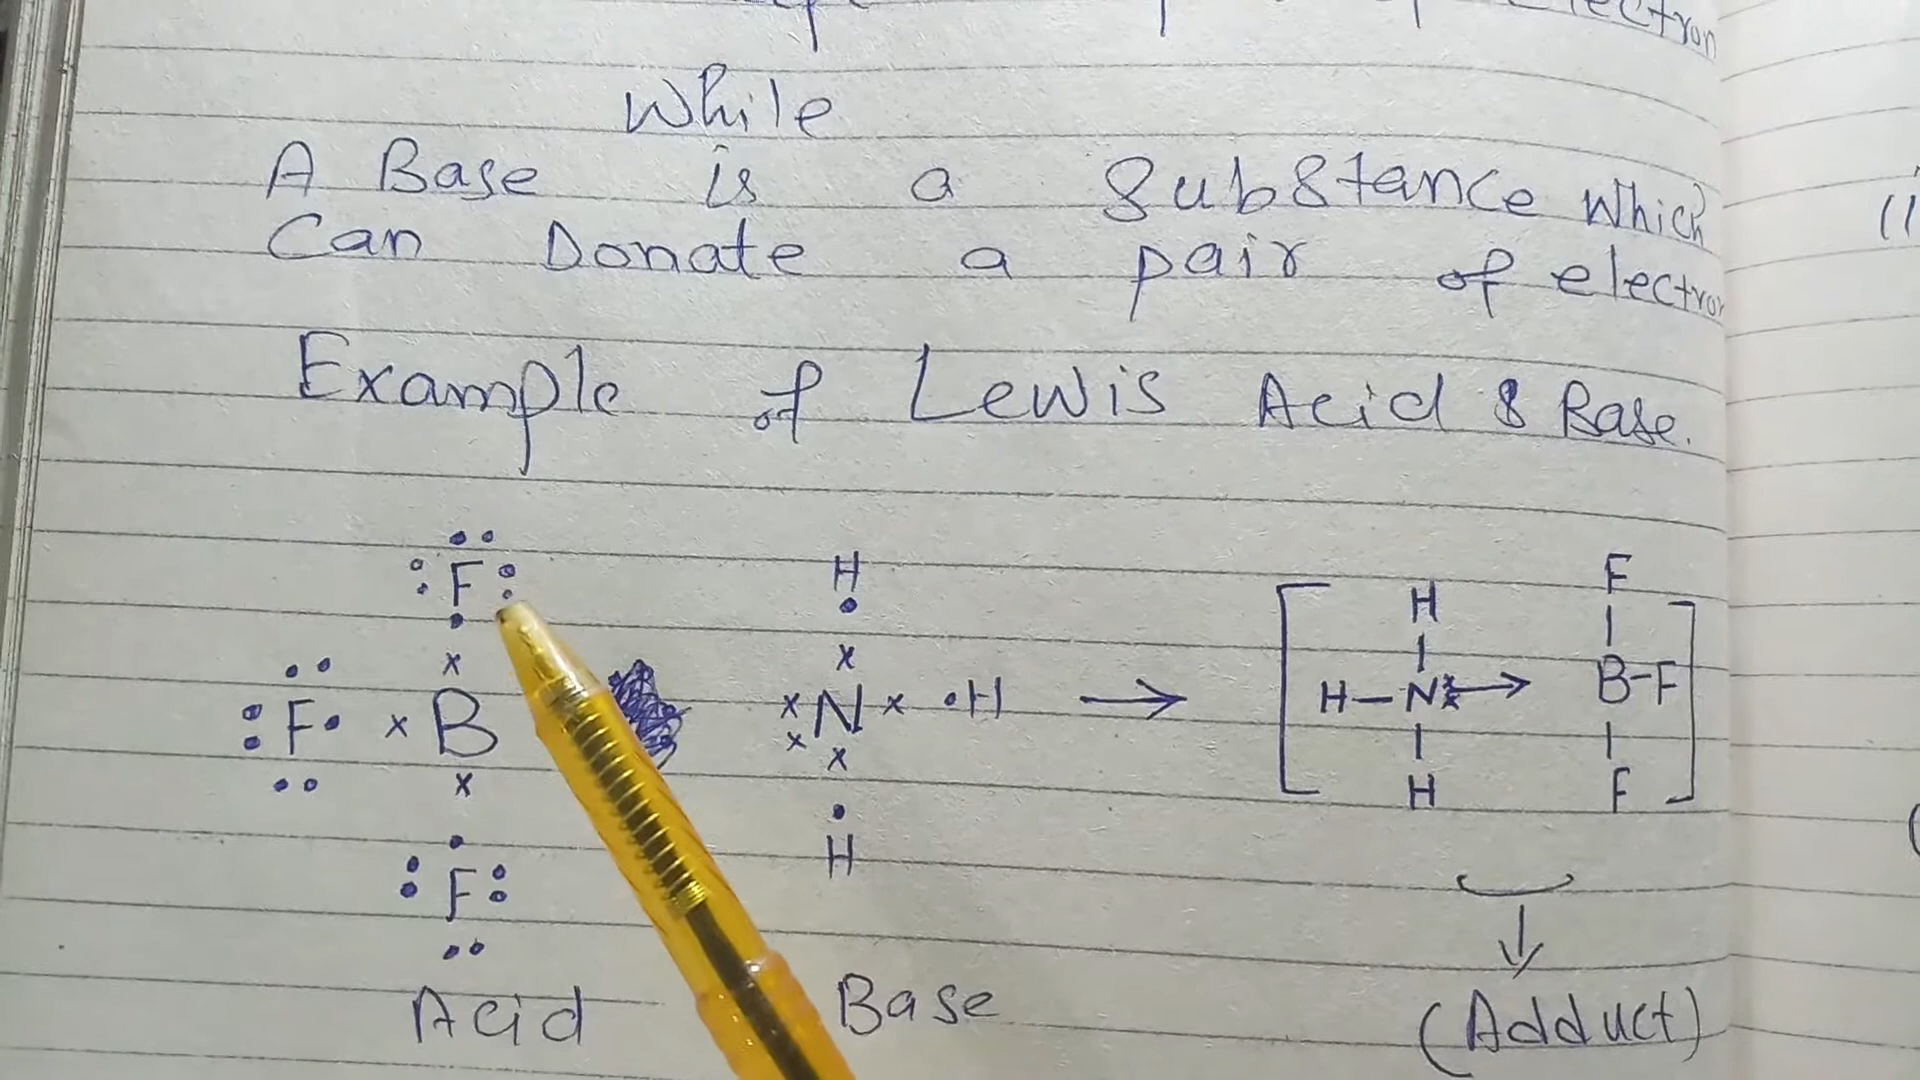 While
A Base is a Substance Which
Can Donate a pair of electron
Example of Lewis Acid & Base.
F H F
H
F B N H H-N B-F
H
F H F
Acid Base (Adduct)